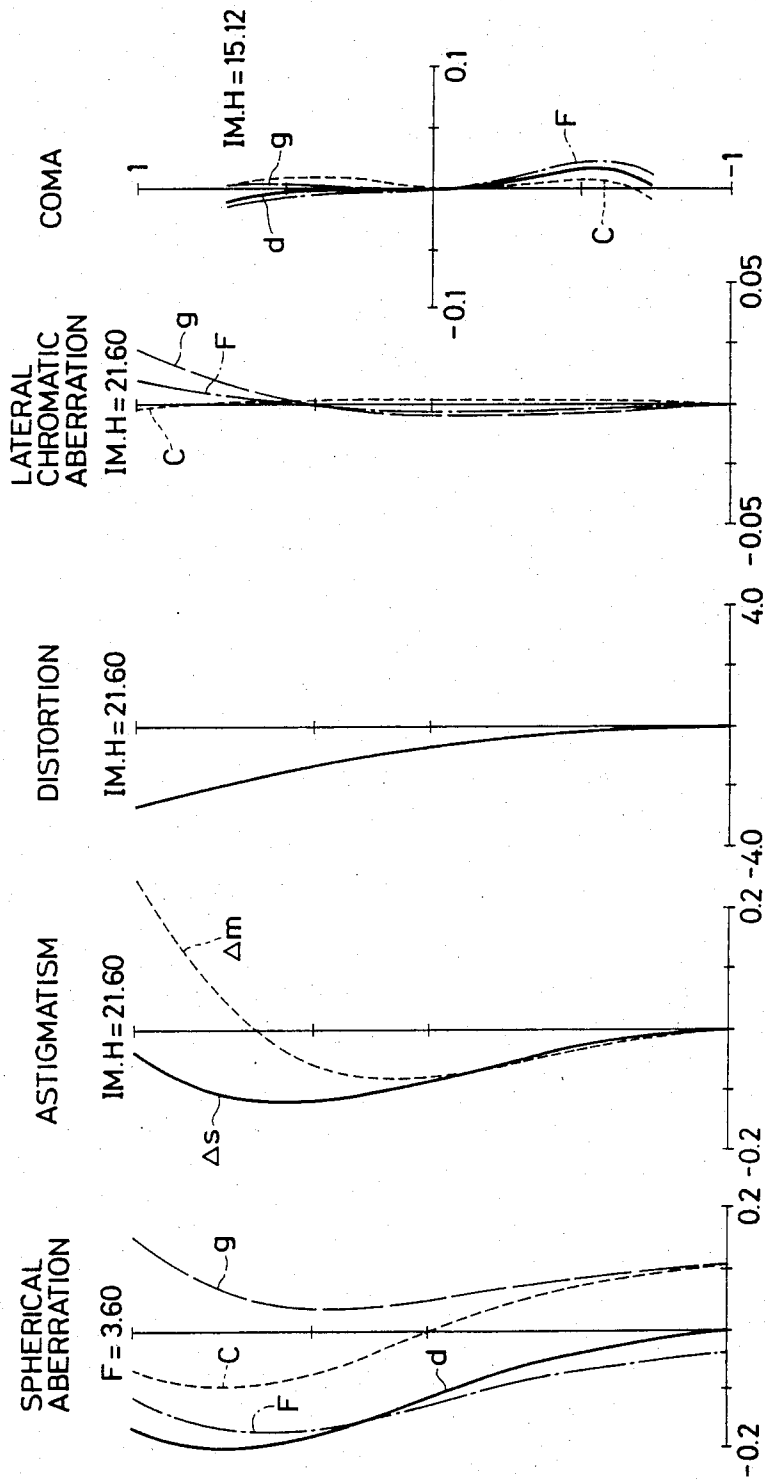 SPHERICAL
ABERRATION
F = 3.60
g
C
F
d
-0.2
0.2
ASTIGMATISM
IM.H = 21.60
Δs
Δm
-0.2
0.2
DISTORTION
IM.H = 21.60
-4.0
4.0
LATERAL
CHROMATIC
ABERRATION
IM.H = 21.60
C
g
F
-0.05
0.05
COMA
IM.H = 15.12
1
d
g
-0.1
0.1
C
F
-1